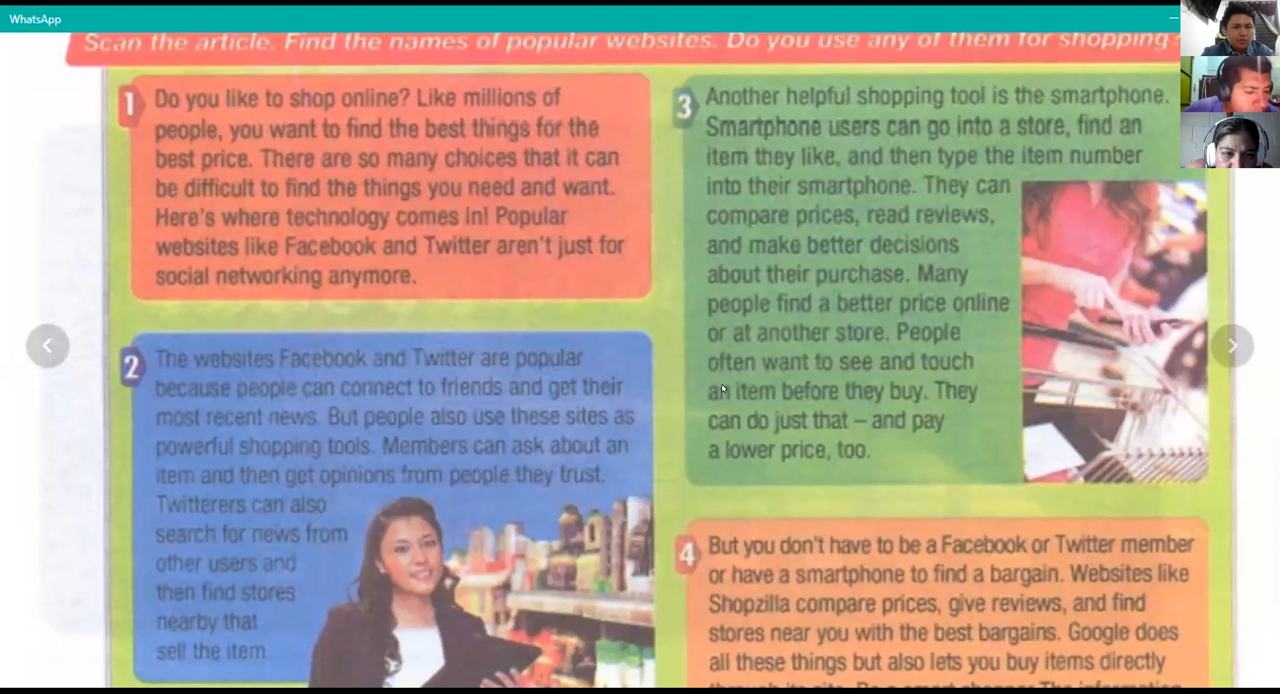 WhatsApp
Scan the article. Find the names of popular websites. Do you use any of them for shopping
1
Do you like to shop online? Like millions of
people, you want to find the best things for the
best price. There are so many choices that it can
be difficult to find the things you need and want.
Here's where technology comes in! Popular
websites like Facebook and Twitter aren't just for
social networking anymore.
2
The websites Facebook and Twitter are popular
because people can connect to friends and get their
most recent news. But people also use these sites as
powerful shopping tools. Members can ask about an
item and then get opinions from people they trust.
Twitterers can also
search for news from
other users and
then find stores
nearby that
sell the item.
3
Another helpful shopping tool is the smartphone.
Smartphone users can go into a store, find an
item they like, and then type the item number
into their smartphone. They can
compare prices, read reviews,
and make better decisions
about their purchase. Many
people find a better price online
or at another store. People
often want to see and touch
an item before they buy. They
can do just that – and pay
a lower price, too.
4
But you don't have to be a Facebook or Twitter member
or have a smartphone to find a bargain. Websites like
Shopzilla compare prices, give reviews, and find
stores near you with the best bargains. Google does
all these things but also lets you buy items directly